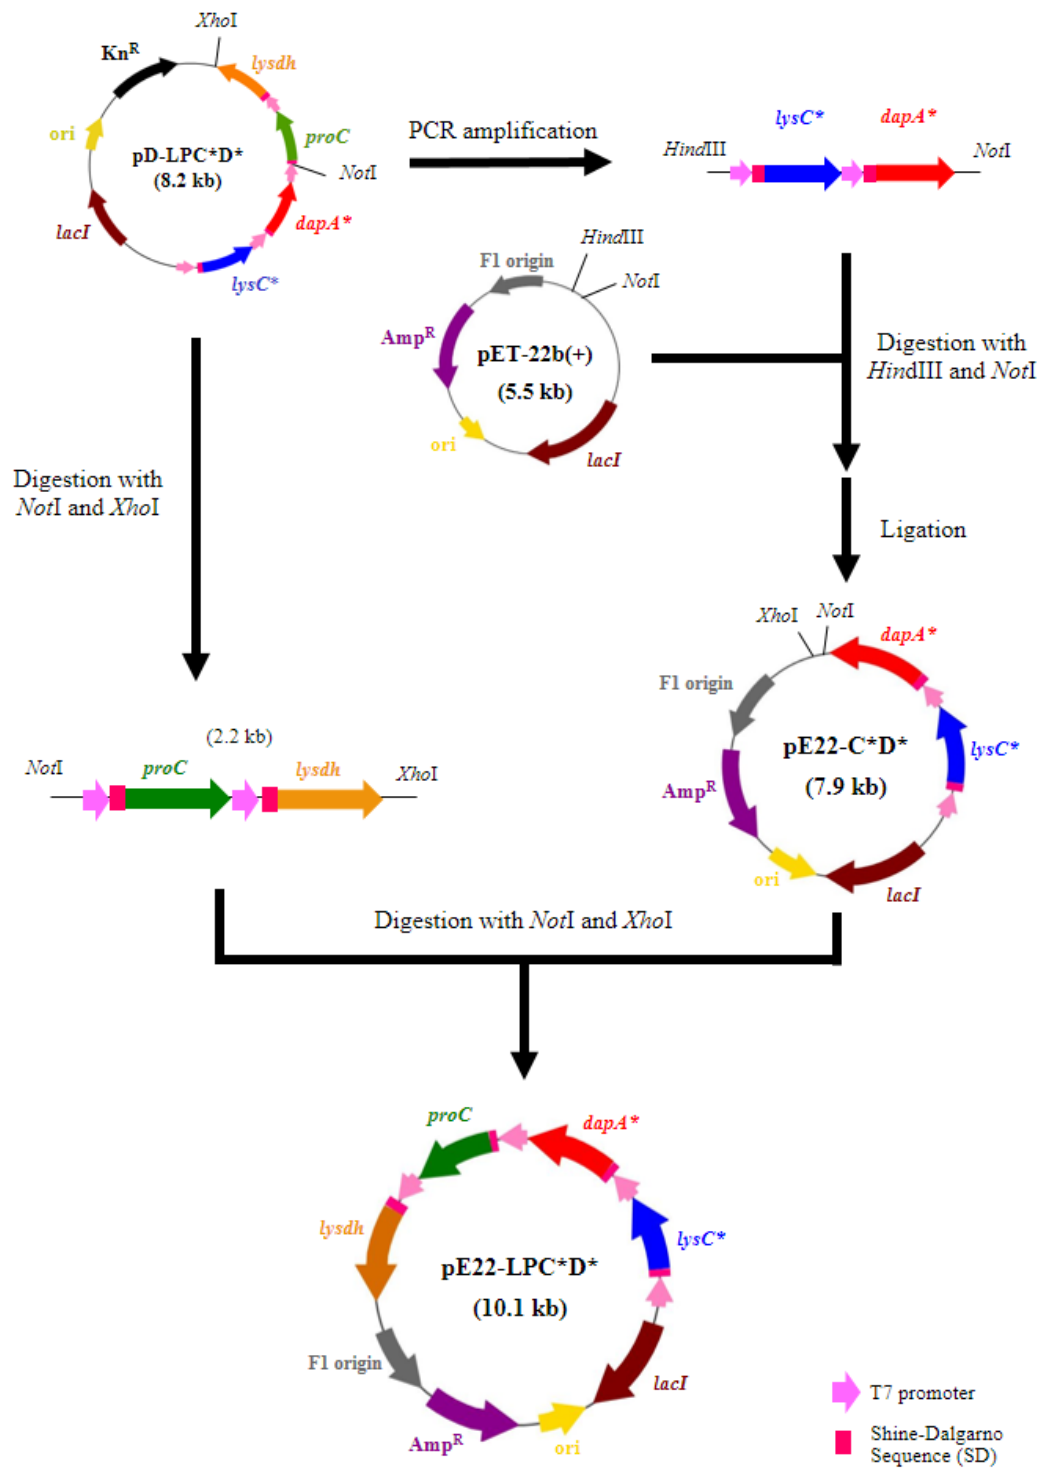 XhoI
Knᴿ
lysdh
ori
proC
pD-LPC*D*
(8.2 kb)
NotI
dapA*
lacI
lysC*
PCR amplification
lysC*
dapA*
HindIII
NotI
HindIII
F1 origin
NotI
Ampᴿ
pET-22b(+)
(5.5 kb)
ori
lacI
Digestion with
HindIII and NotI
Digestion with
NotI and XhoI
Ligation
XhoI
NotI
dapA*
F1 origin
pE22-C*D*
(7.9 kb)
lysC*
Ampᴿ
ori
lacI
(2.2 kb)
NotI
proC
lysdh
XhoI
Digestion with NotI and XhoI
proC
dapA*
lysdh
lysC*
pE22-LPC*D*
(10.1 kb)
F1 origin
lacI
Ampᴿ
ori
T7 promoter
Shine-Dalgarno
Sequence (SD)